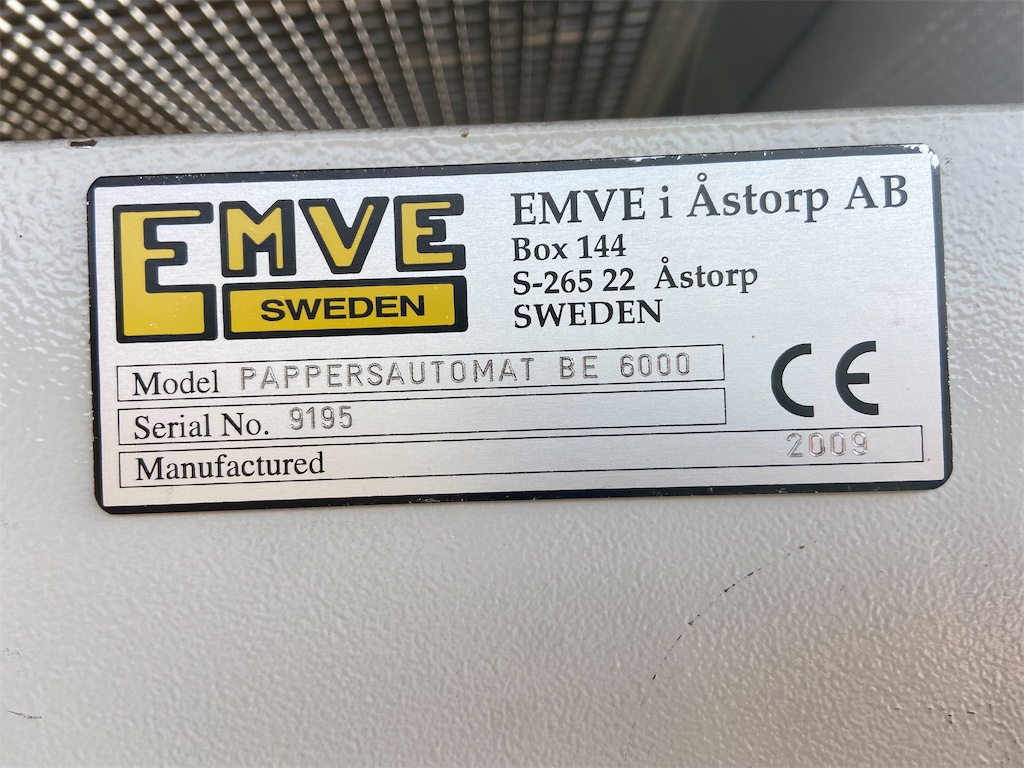 EMVE
SWEDEN
EMVE i Åstorp AB
Box 144
S-265 22 Åstorp
SWEDEN
Model PAPPERSAUTOMAT BE 6000
Serial No. 9195
CE
Manufactured 2009